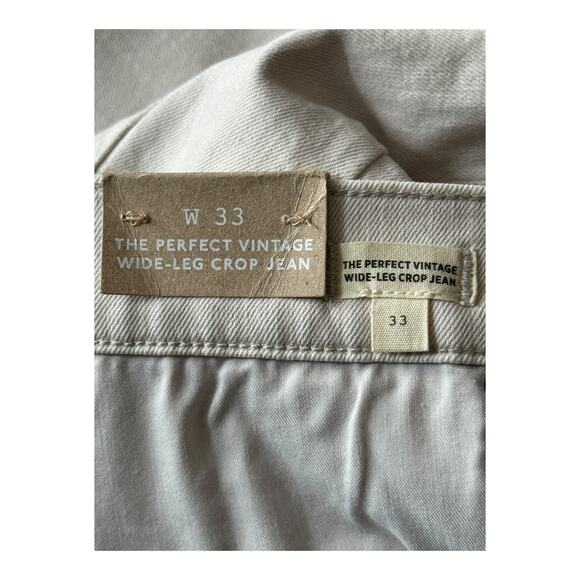 W 33
THE PERFECT VINTAGE
WIDE-LEG CROP JEAN
THE PERFECT VINTAGE
WIDE-LEG CROP JEAN
33